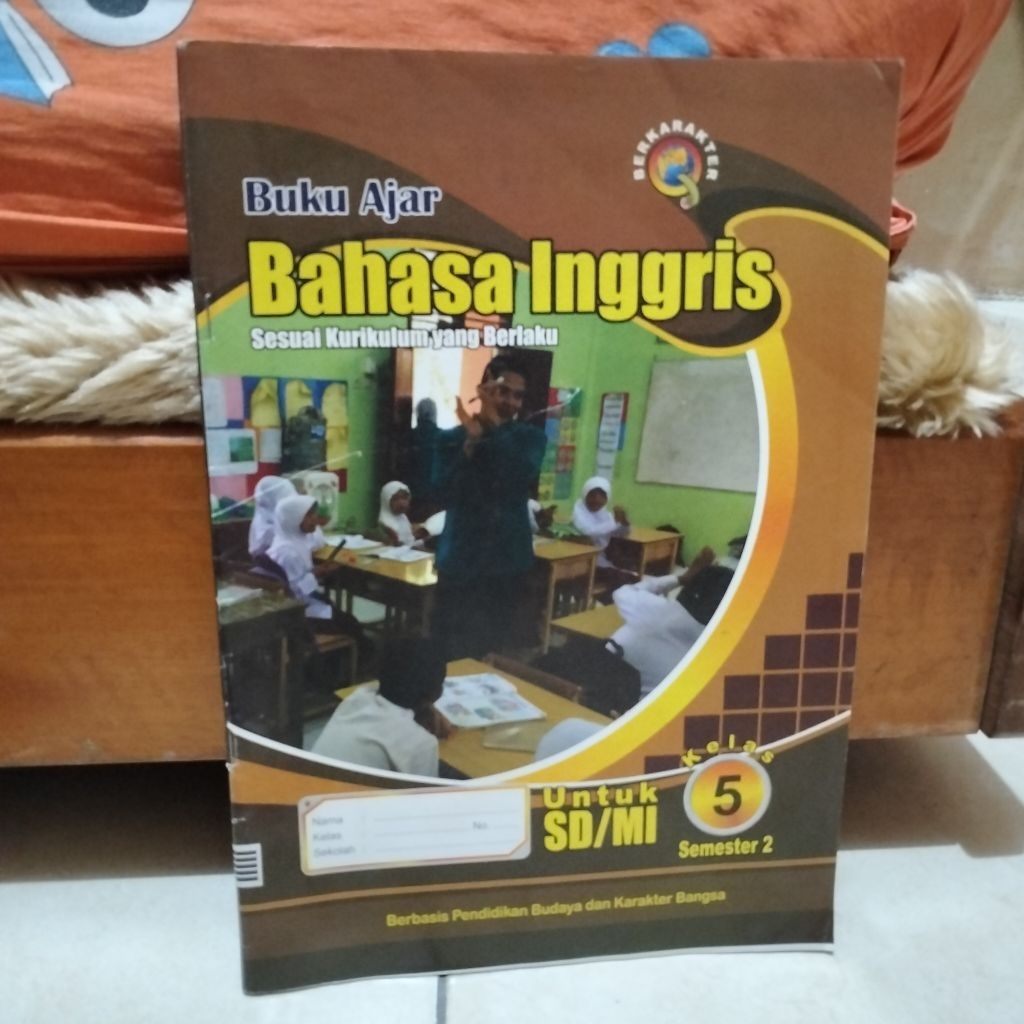 BERKARAKTER
Buku Ajar
Bahasa Inggris
Sesuai Kurikulum yang Berlaku
Kelas
5
Semester 2
Untuk
SD/MI
Nama
Kelas No.
Sekolah
Berbasis Pendidikan Budaya dan Karakter Bangsa